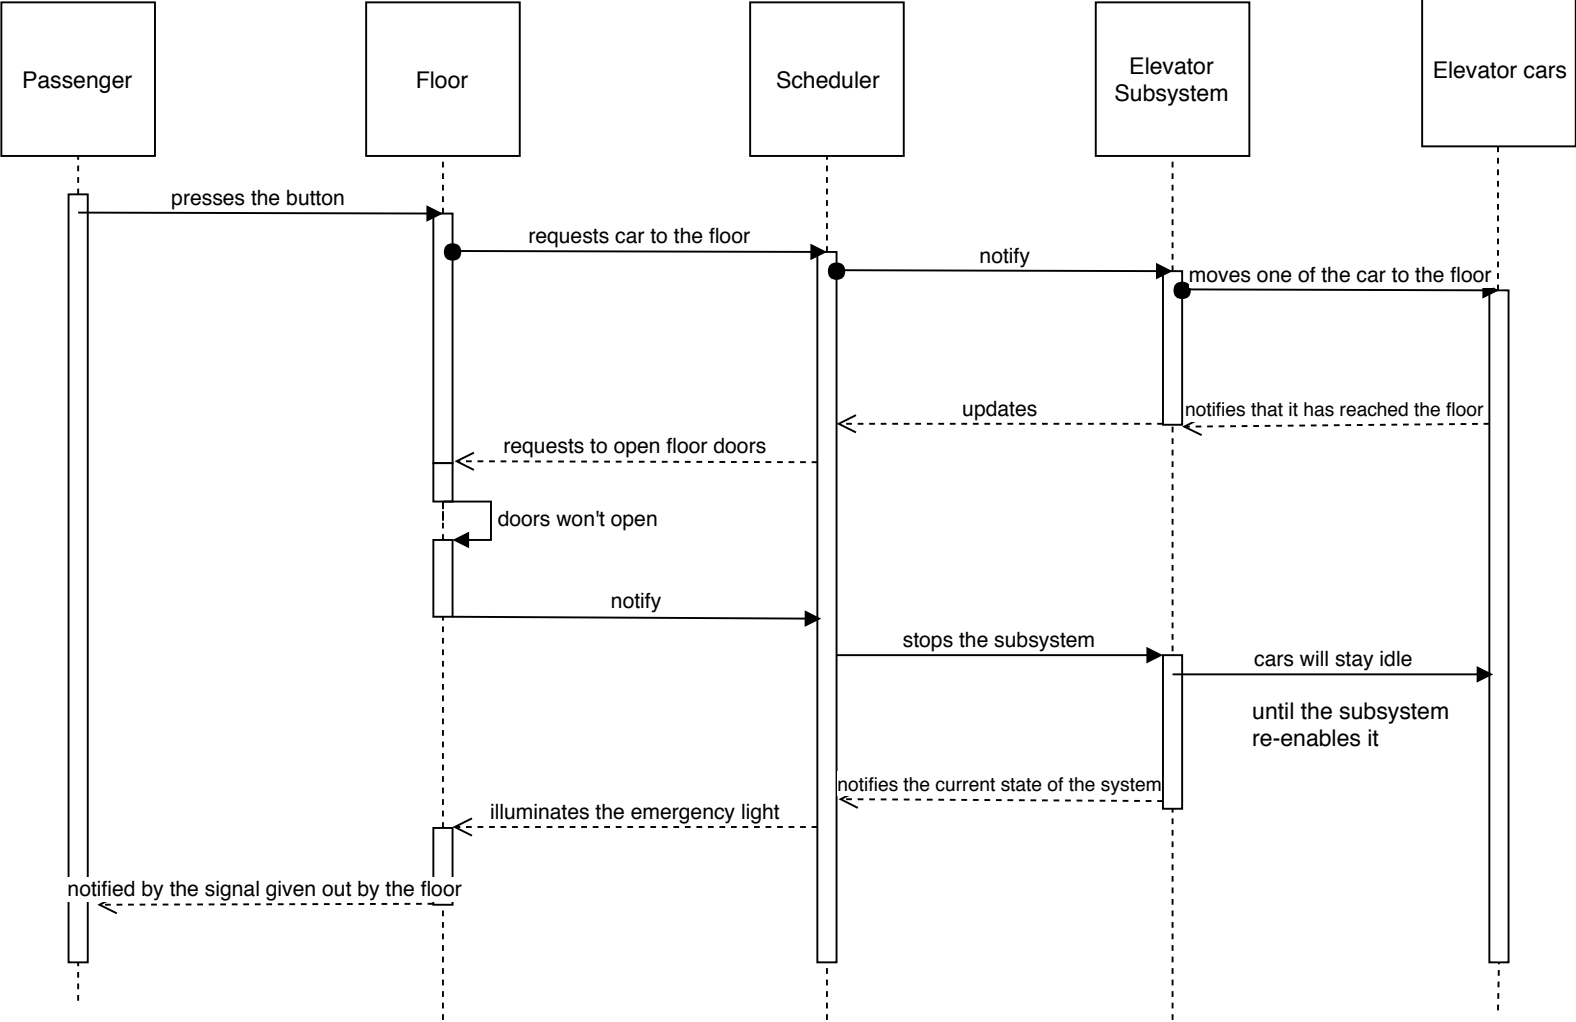 Passenger
Floor
Scheduler
Elevator
Subsystem
Elevator cars
presses the button
requests car to the floor
notify
moves one of the car to the floor
updates
notifies that it has reached the floor
requests to open floor doors
doors won't open
notify
stops the subsystem
cars will stay idle
until the subsystem
re-enables it
notifies the current state of the system
illuminates the emergency light
notified by the signal given out by the floor